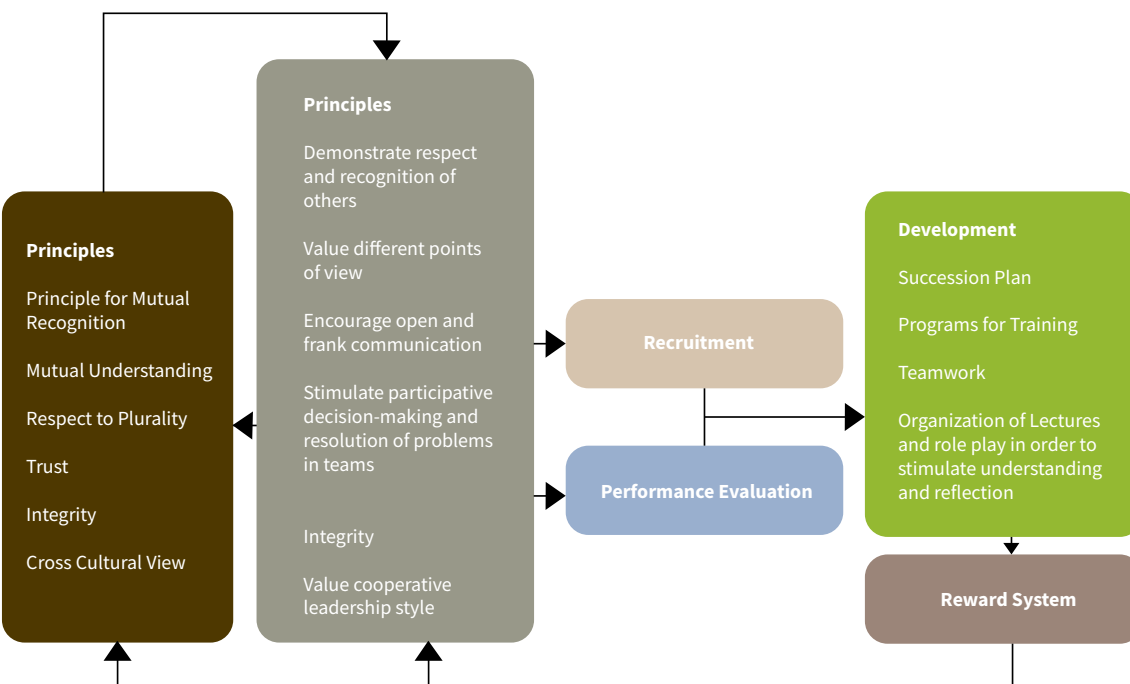 Principles
Principle for Mutual
Recognition
Mutual Understanding
Respect to Plurality
Trust
Integrity
Cross Cultural View
Principles
Demonstrate respect
and recognition of
others
Value different points
of view
Encourage open and
frank communication
Stimulate participative
decision-making and
resolution of problems
in teams
Integrity
Value cooperative
leadership style
Recruitment
Performance Evaluation
Development
Succession Plan
Programs for Training
Teamwork
Organization of Lectures
and role play in order to
stimulate understanding
and reflection
Reward System